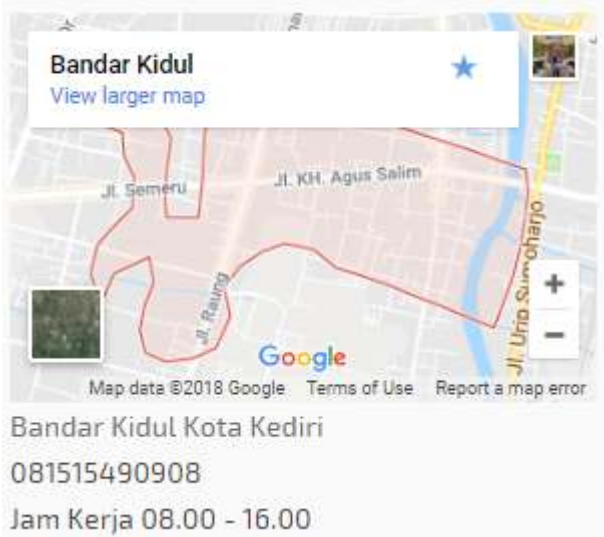 Bandar Kidul
View larger map
Jl. Semeru
Jl. KH. Agus Salim
Jl. Raung
Jl. Urip Sumoharjo
+
−
Google
Map data ©2018 Google Terms of Use Report a map error
Bandar Kidul Kota Kediri
081515490908
Jam Kerja 08.00 - 16.00